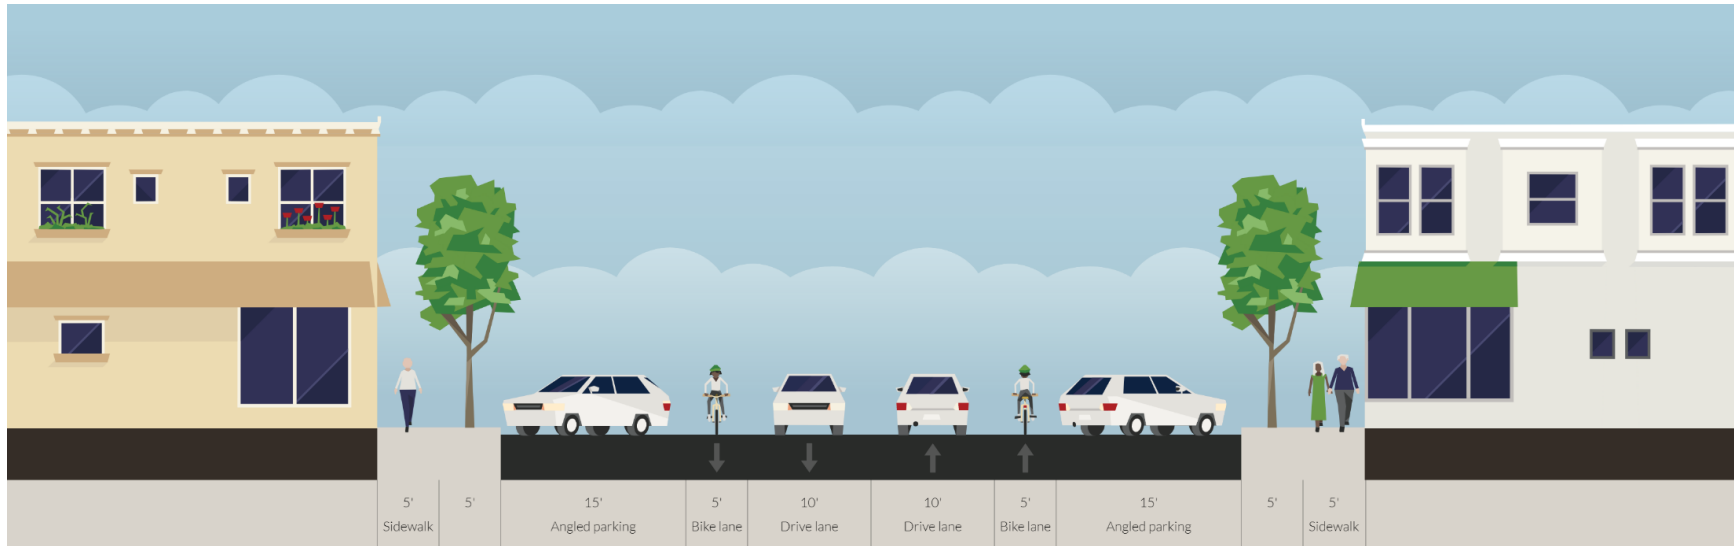 5' 5' 15' 5' 10' 10' 5' 15' 5' 5'
Sidewalk Angled parking Bike lane Drive lane Drive lane Bike lane Angled parking Sidewalk